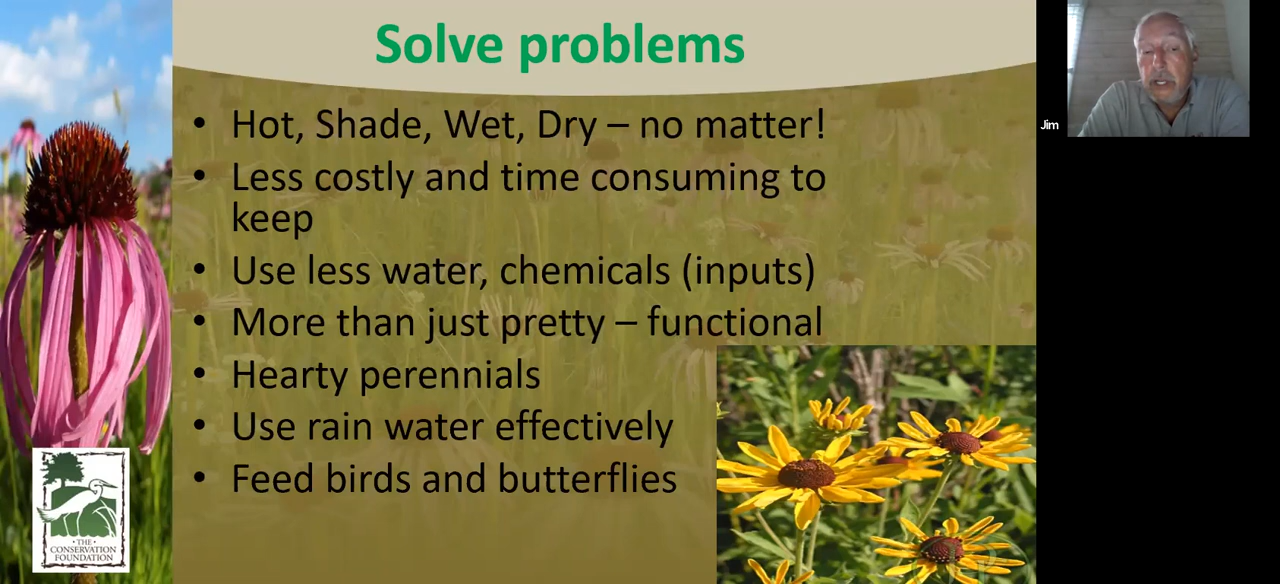 Solve problems
• Hot, Shade, Wet, Dry – no matter!
• Less costly and time consuming to
keep
• Use less water, chemicals (inputs)
• More than just pretty – functional
• Hearty perennials
• Use rain water effectively
• Feed birds and butterflies
Jim
• THE •
CONSERVATION
FOUNDATION